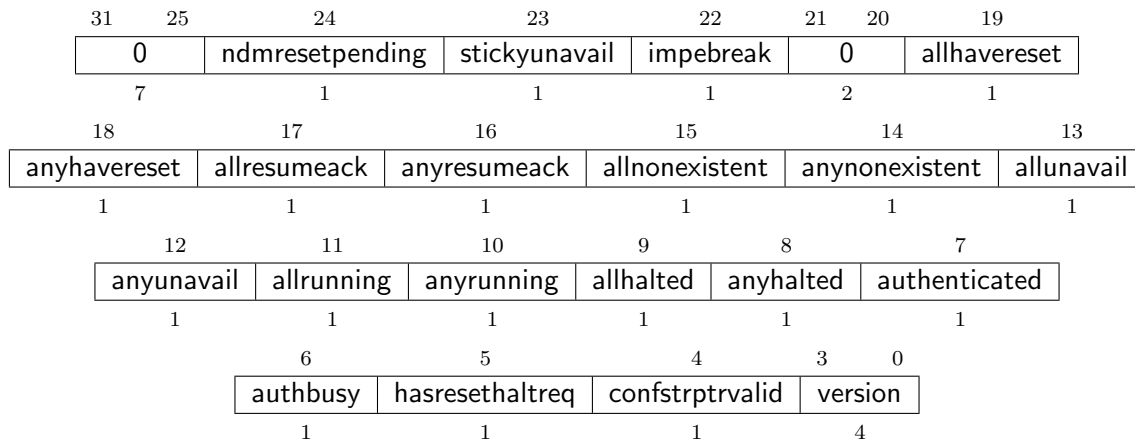 31 25 24 23 22 21 20 19
0 ndmresetpending stickyunavail impebreak 0 allhavereset
7 1 1 1 2 1
18 17 16 15 14 13
anyhavereset allresumeack anyresumeack allnonexistent anynonexistent allunavail
1 1 1 1 1 1
12 11 10 9 8 7
anyunavail allrunning anyrunning allhalted anyhalted authenticated
1 1 1 1 1 1
6 5 4 3 0
authbusy hasresethaltreq confstrptrvalid version
1 1 1 4